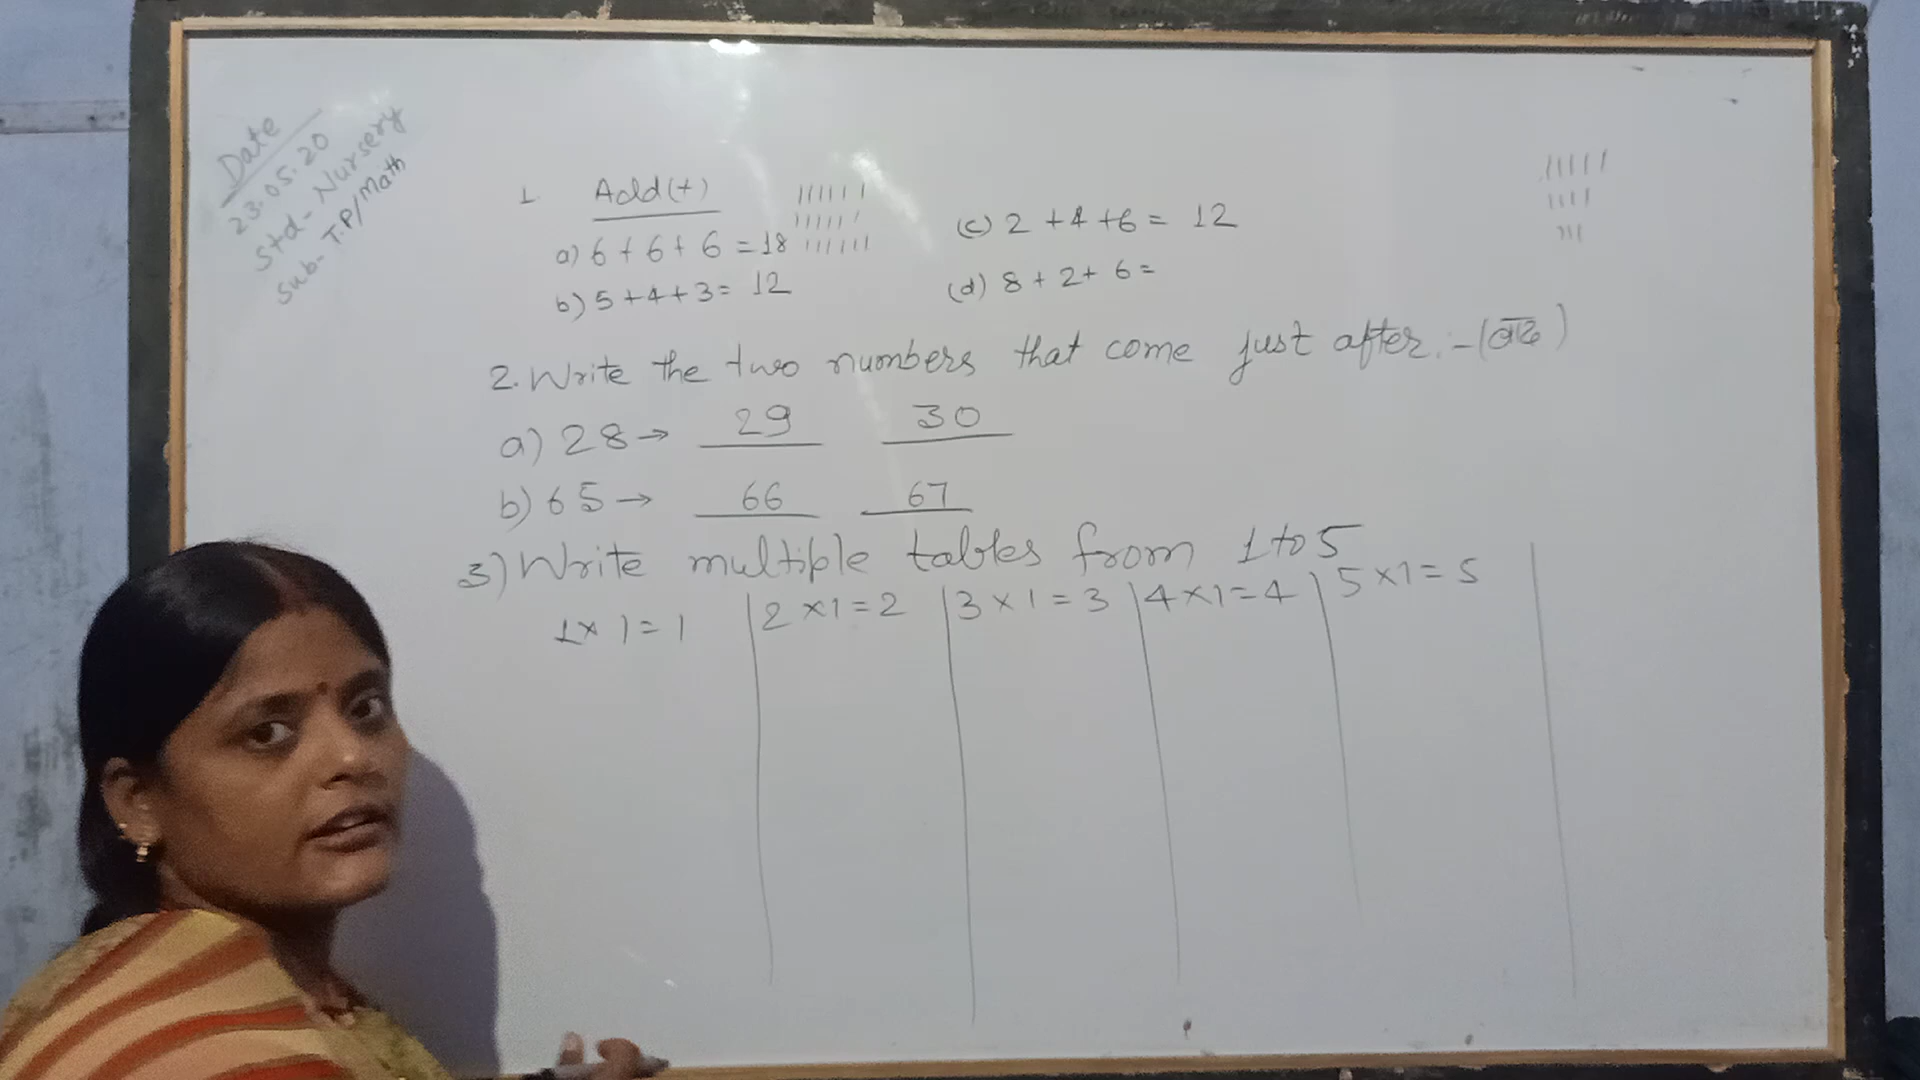 Date
23.05.20
Std- Nursery
Sub- T.P/Math
1. Add(+)
a) 6 + 6 + 6 = 18
b) 5 + 4 + 3 = 12
(c) 2 + 4 + 6 = 12
(d) 8 + 2 + 6 =
2. Write the two numbers that come just after. - (बाद)
a) 28 → 29 30
b) 65 → 66 67
3) Write multiple tables from 1 to 5
1 × 1 = 1 | 2 × 1 = 2 | 3 × 1 = 3 | 4 × 1 = 4 | 5 × 1 = 5